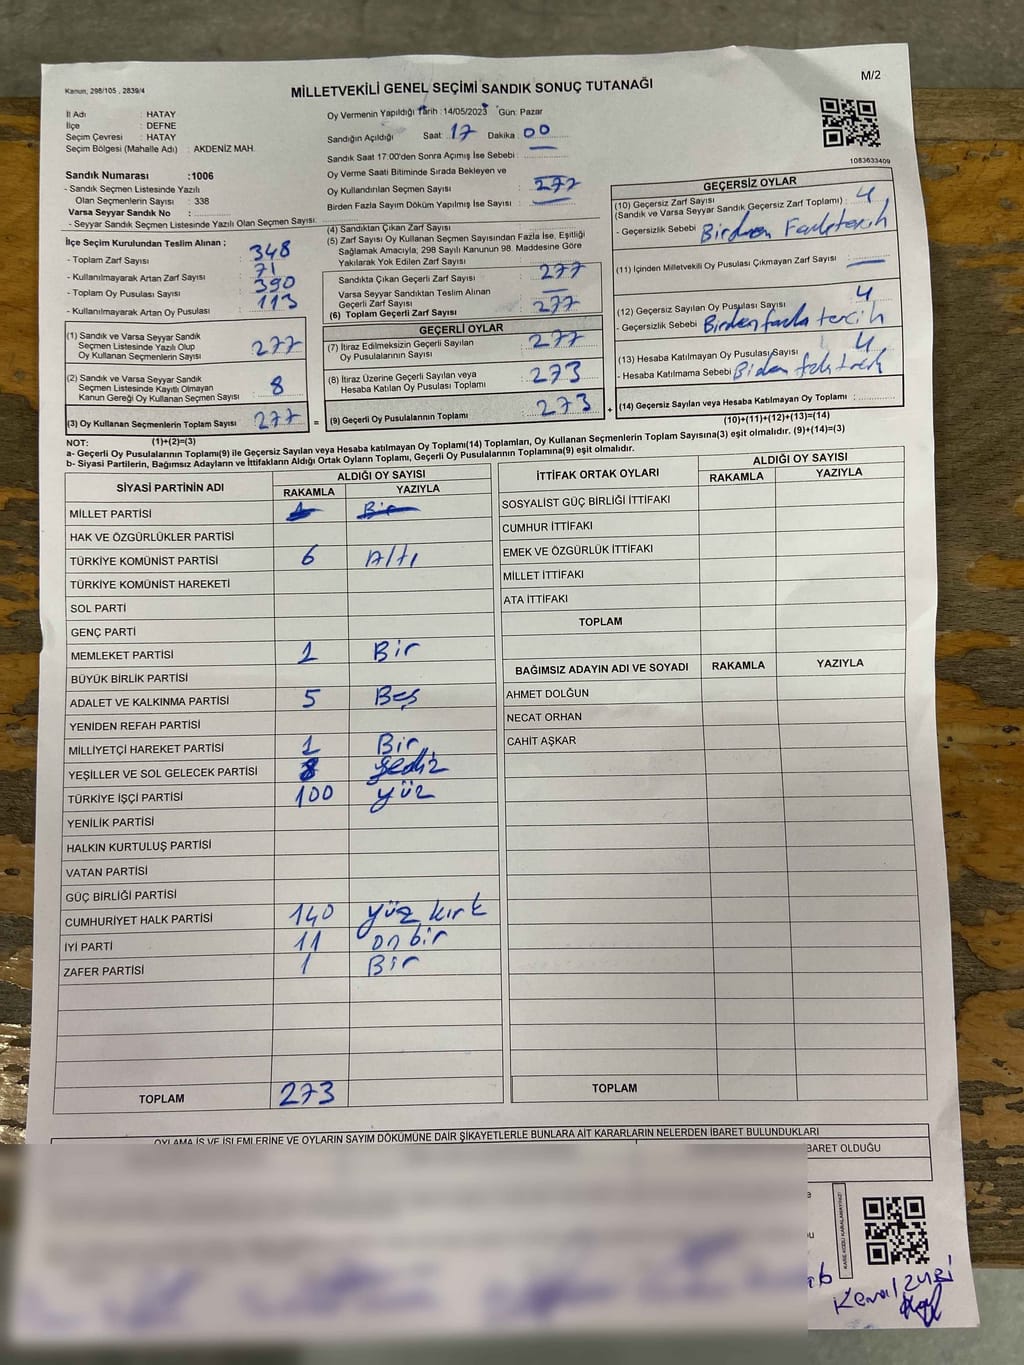 Kanun, 298/105 , 2839/4
MİLLETVEKİLİ GENEL SEÇİMİ SANDIK SONUÇ TUTANAĞI
M/2
İl Adı : HATAY
İlçe : DEFNE
Seçim Çevresi : HATAY
Seçim Bölgesi (Mahalle Adı) : AKDENİZ MAH.
Sandık Numarası :1006
- Sandık Seçmen Listesinde Yazılı
Olan Seçmenlerin Sayısı : 338
Varsa Seyyar Sandık No :
- Seyyar Seçmen Sandık Listesinde Yazılı Olan Seçmen Sayısı:
Oy Vermenin Yapıldığı Tarih :14/05/2023 Gün: Pazar
Sandığın Açıldığı Saat : 17 Dakika : 00
Sandık Saat 17:00'den Sonra Açımış İse Sebebi :
Oy Verme Saati Bitiminde Sırada Bekleyen ve
Oy Kullandırılan Seçmen Sayısı : 277
Birden Fazla Sayım Döküm Yapılmış İse Sayısı :
1083633409
İlçe Seçim Kurulundan Teslim Alınan ;
- Toplam Zarf Sayısı : 348
- Kullanılmayarak Artan Zarf Sayısı : 71
- Toplam Oy Pusulası Sayısı : 390
- Kullanılmayarak Artan Oy Pusulası : 113
(1) Sandık ve Varsa Seyyar Sandık
Seçmen Listesinde Yazılı Olup
Oy Kullanan Seçmenlerin Sayısı : 277
(2) Sandık ve Varsa Seyyar Sandık
Seçmen Listesinde Kayıtlı Olmayan
Kanun Gereği Oy Kullanan Seçmen Sayısı : 8
(3) Oy Kullanan Seçmenlerin Toplam Sayısı : 277
(1)+(2)=(3)
(4) Sandıktan Çıkan Zarf Sayısı :
(5) Zarf Sayısı Oy Kullanan Seçmen Sayısından Fazla İse, Eşitliği
Sağlamak Amacıyla, 298 Sayılı Kanunun 98. Maddesine Göre
Yakılarak Yok Edilen Zarf Sayısı :
Sandıkta Çıkan Geçerli Zarf Sayısı : 277
Varsa Seyyar Sandıktan Teslim Alınan
Geçerli Zarf Sayısı :
(6) Toplam Geçerli Zarf Sayısı : 277
GEÇERLİ OYLAR
(7) İtiraz Edilmeksizin Geçerli Sayılan
Oy Pusulalarının Sayısı : 277
(8) İtiraz Üzerine Geçerli Sayılan veya
Hesaba Katılan Oy Pusulası Toplamı : 273
= (9) Geçerli Oy Pusulalarının Toplamı : 273 +
GEÇERSİZ OYLAR
(10) Geçersiz Zarf Sayısı
(Sandık ve Varsa Seyyar Sandık Geçersiz Zarf Toplamı) : 4
- Geçersizlik Sebebi : Birden Fazla tercih
(11) İçinden Milletvekili Oy Pusulası Çıkmayan Zarf Sayısı :
(12) Geçersiz Sayılan Oy Pusulası Sayısı : 4
- Geçersizlik Sebebi : Birden fazla tercih
(13) Hesaba Katılmayan Oy Pusulası Sayısı : 4
- Hesaba Katılmama Sebebi :
(14) Geçersiz Sayılan veya Hesaba Katılmayan Oy Toplamı :
(10)+(11)+(12)+(13)=(14)
NOT:
a- Geçerli Oy Pusulalarının Toplamı(9) ile Geçersiz Sayılan veya Hesaba katılmayan Oy Toplamı(14) Toplamları, Oy Kullanan Seçmenlerin Toplam Sayısına(3) eşit olmalıdır. (9)+(14)=(3)
b- Siyasi Partilerin, Bağımsız Adayların ve İttifakların Aldığı Ortak Oyların Toplamı, Geçerli Oy Pusulalarının Toplamına(9) eşit olmalıdır.
SİYASİ PARTİNİN ADI ALDIĞI OY SAYISI
RAKAMLA YAZIYLA
MİLLET PARTİSİ 1 Bir
HAK VE ÖZGÜRLÜKLER PARTİSİ
TÜRKİYE KOMÜNİST PARTİSİ 6 Altı
TÜRKİYE KOMÜNİST HAREKETİ
SOL PARTİ
GENÇ PARTİ
MEMLEKET PARTİSİ 1 Bir
BÜYÜK BİRLİK PARTİSİ
ADALET VE KALKINMA PARTİSİ 5 Beş
YENİDEN REFAH PARTİSİ
MİLLİYETÇİ HAREKET PARTİSİ 1 Bir
YEŞİLLER VE SOL GELECEK PARTİSİ 8 Sediz
TÜRKİYE İŞÇİ PARTİSİ 100 yüz
YENİLİK PARTİSİ
HALKIN KURTULUŞ PARTİSİ
VATAN PARTİSİ
GÜÇ BİRLİĞİ PARTİSİ
CUMHURİYET HALK PARTİSİ 140 yüz kırk
İYİ PARTİ 11 on bir
ZAFER PARTİSİ 1 Bir
TOPLAM 273
İTTİFAK ORTAK OYLARI ALDIĞI OY SAYISI
RAKAMLA YAZIYLA
SOSYALİST GÜÇ BİRLİĞİ İTTİFAKI
CUMHUR İTTİFAKI
EMEK VE ÖZGÜRLÜK İTTİFAKI
MİLLET İTTİFAKI
ATA İTTİFAKI
TOPLAM
BAĞIMSIZ ADAYIN ADI VE SOYADI RAKAMLA YAZIYLA
AHMET DOLĞUN
NECAT ORHAN
CAHİT AŞKAR
TOPLAM
OYLAMA İŞ VE İŞLEMLERİNE VE OYLARIN SAYIM DÖKÜMÜNE DAİR ŞİKAYETLERLE BUNLARA AİT KARARLARIN NELERDEN İBARET BULUNDUKLARI
BARET OLDUĞU
KARE KODU KARALAMAYINIZ!